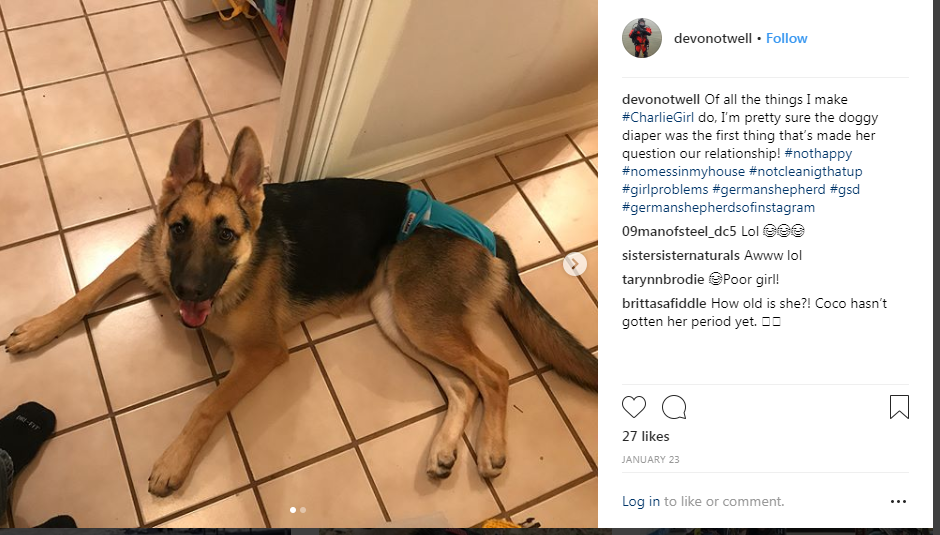 devonotwell • Follow
devonotwell Of all the things I make
#CharlieGirl do, I'm pretty sure the doggy
diaper was the first thing that's made her
question our relationship! #nothappy
#nomessinmyhouse #notcleanigthatup
#girlproblems #germanshepherd #gsd
#germanshepherdsofinstagram
09manofsteel_dc5 Lol 😂😂😂
sistersisternaturals Awww lol
tarynnbrodie 😂Poor girl!
brittasafiddle How old is she?! Coco hasn't
gotten her period yet.
27 likes
JANUARY 23
Log in to like or comment.